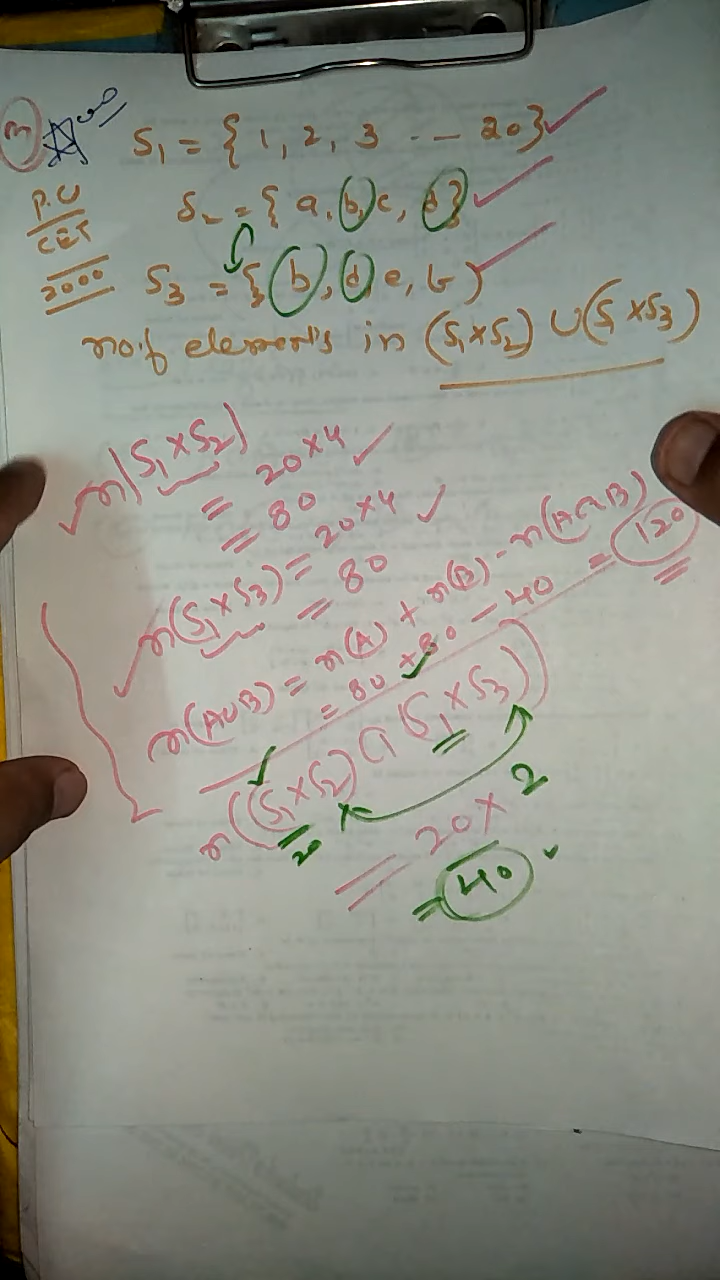 S₁ = { 1, 2, 3 ... 20}
P.U
CET
2000
S₂ = { a, b, c, d}
S₃ = { b, d, e, f }
no.f elements in (S₁×S₂) ∪ (S₁×S₃)
n(S₁×S₂)
= 20×4
= 80
n(S₁×S₃) = 20×4
= 80
n(A∪B) = n(A) + n(B) - n(A∩B)
= 80 + 80 - 40 = 120
n((S₁×S₂) ∩ (S₁×S₃))
20
= 20 × 2
= 40